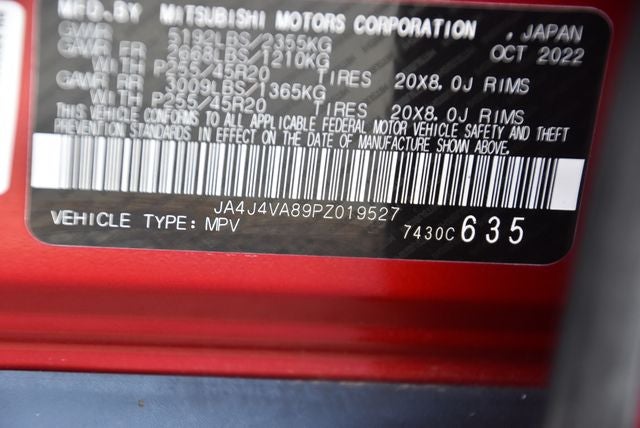 MFD.BY MITSUBISHI MOTORS CORPORATION , JAPAN
GVWR 5192LBS/2355KG OCT 2022
GAWR FR 2668LBS/1210KG
WITH P255/45R20 TIRES 20X8.0J RIMS
GAWR RR 3009LBS/1365KG
WITH P255/45R20 TIRES 20X8.0J RIMS
THIS VEHICLE CONFORMS TO ALL APPLICABLE FEDERAL MOTOR VEHICLE SAFETY AND THEFT
PREVENTION STANDARDS IN EFFECT ON THE DATE OF MANUFACTURE SHOWN ABOVE.
JA4J4VA89PZ019527
VEHICLE TYPE: MPV 7430C 635